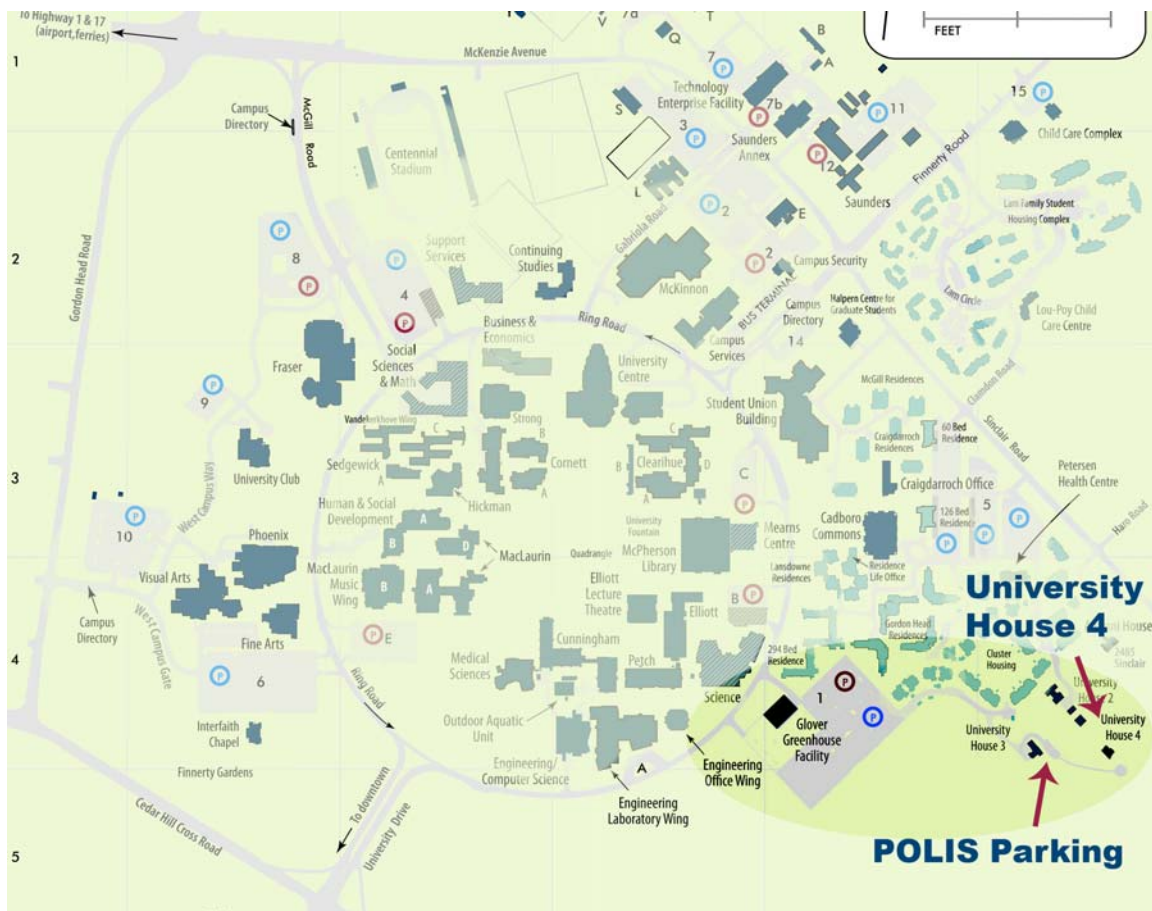 To Highway 1 & 17
(airport,ferries)
7a
T
V
Q
B
A
FEET
1
McKenzie Avenue
7
Technology
Enterprise Facility
7b
S
3
Saunders
Annex
11
15
Child Care Complex
Campus
Directory
McGill Road
Centennial
Stadium
12
Saunders
Finnerty Road
L
2
E
Gabriola Road
Lam Family Student
Housing Complex
Gordon Head Road
2
8
Support
Services
Continuing
Studies
McKinnon
2
Campus Security
BUS TERMINAL
Lam Circle
4
Campus
Directory
Halpern Centre for
Graduate Students
Lou-Poy Child
Care Centre
Business &
Economics
Ring Road
Campus
Services
14
Social
Sciences
& Math
Fraser
University
Centre
McGill Residences
Clarndon Road
9
Student Union
Building
Strong
Vandekerkhove Wing
C
Sedgewick
A
B
Cornett
A
C
B
Clearihue
D
A
60 Bed
Residence
Craigdarroch
Residences
Sinclair Road
3
University Club
C
Petersen
Health Centre
Craigdarroch Office
Hickman
West Campus Way
Human & Social
Development
A
B
D
MacLaurin
University
Fountain
Mearns
Centre
126 Bed
Residence
5
Haro Road
10
Phoenix
Quadrangle
McPherson
Library
Cadboro
Commons
MacLaurin
Music
Wing
B
A
Elliott
Lecture
Theatre
Lansdowne
Residences
Residence
Life Office
Visual Arts
B
University
House 4
Campus
Directory
West Campus Gate
Fine Arts
E
Elliott
Gordon Head
Residences
Cunningham
4
2485
Sinclair
294 Bed
Residence
Cluster
Housing
Medical
Sciences
Petch
6
Ring Road
Science
1
Outdoor Aquatic
Unit
Glover
Greenhouse
Facility
University
House 3
University
House 4
Interfaith
Chapel
Engineering
Office Wing
Finnerty Gardens
Engineering/
Computer Science
A
To downtown
University Drive
Engineering
Laboratory Wing
Cedar Hill Cross Road
POLIS Parking
5